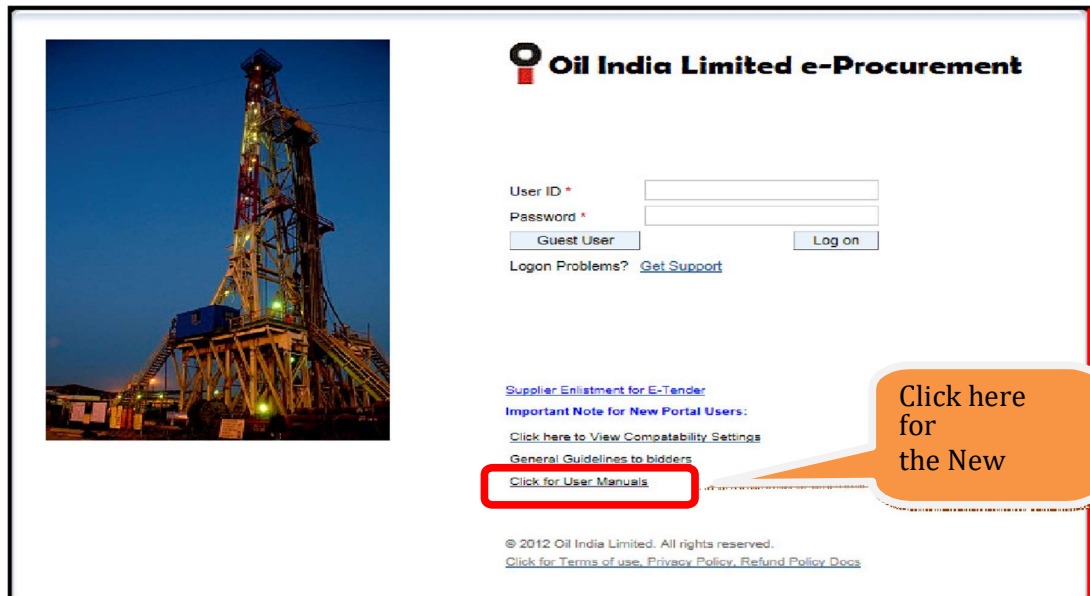 Oil India Limited e-Procurement
User ID *
Password *
Guest User
Log on
Logon Problems? Get Support
Supplier Enlistment for E-Tender
Important Note for New Portal Users:
Click here to View Compatability Settings
General Guidelines to bidders
Click for User Manuals
Click here
for
the New
© 2012 Oil India Limited. All rights reserved.
Click for Terms of use, Privacy Policy, Refund Policy Docs